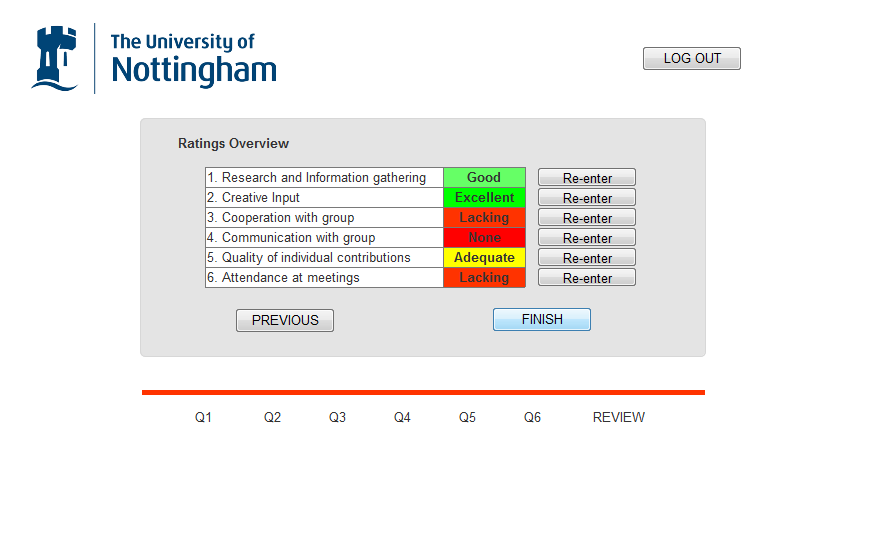 The University of
Nottingham
LOG OUT
Ratings Overview
1. Research and Information gathering Good Re-enter
2. Creative Input Excellent Re-enter
3. Cooperation with group Lacking Re-enter
4. Communication with group None Re-enter
5. Quality of individual contributions Adequate Re-enter
6. Attendance at meetings Lacking Re-enter
PREVIOUS FINISH
Q1 Q2 Q3 Q4 Q5 Q6 REVIEW